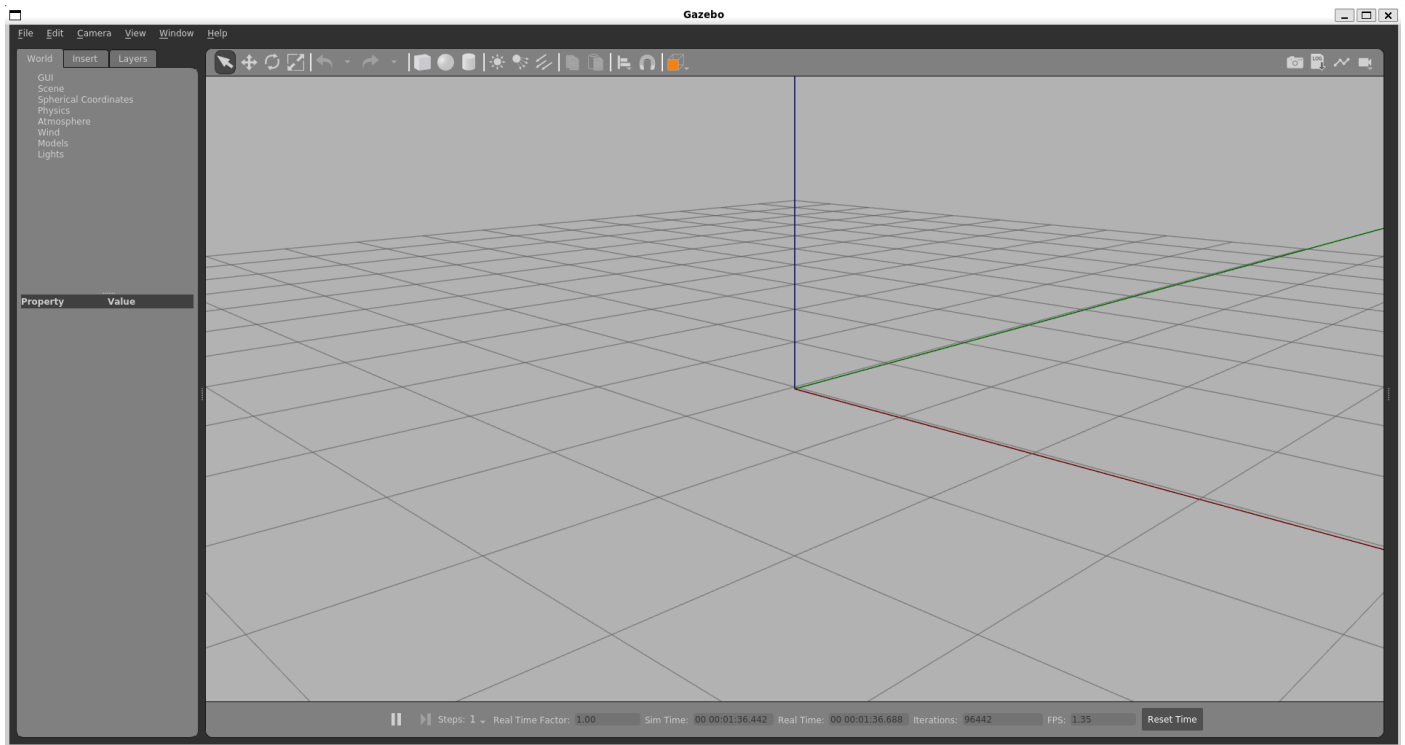 Gazebo
File Edit Camera View Window Help
World Insert Layers
GUI
Scene
Spherical Coordinates
Physics
Atmosphere
Wind
Models
Lights
Property Value
Steps: 1 Real Time Factor: 1.00 Sim Time: 00 00:01:36.442 Real Time: 00 00:01:36.688 Iterations: 96442 FPS: 1.35 Reset Time